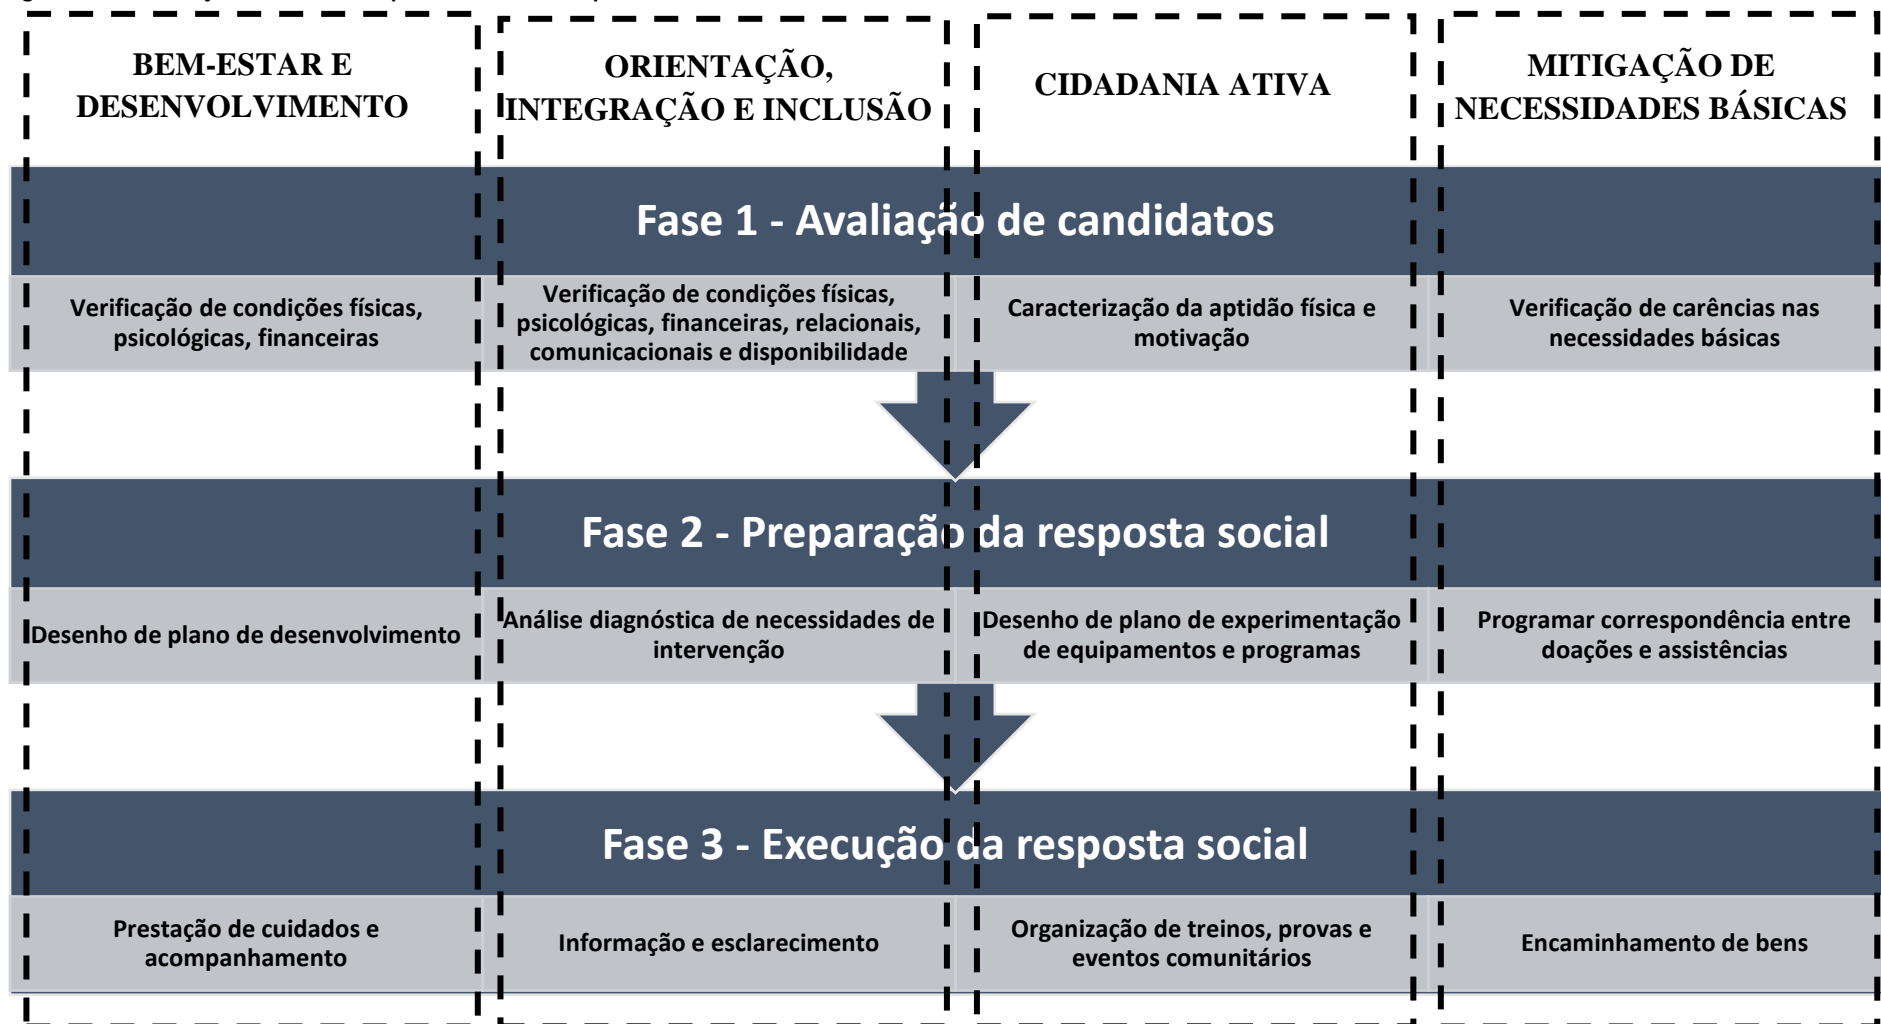 BEM-ESTAR E
DESENVOLVIMENTO
ORIENTAÇÃO,
INTEGRAÇÃO E INCLUSÃO
CIDADANIA ATIVA
MITIGAÇÃO DE
NECESSIDADES BÁSICAS
Fase 1 - Avaliação de candidatos
Verificação de condições físicas,
psicológicas, financeiras
Verificação de condições físicas,
psicológicas, financeiras, relacionais,
comunicacionais e disponibilidade
Caracterização da aptidão física e
motivação
Verificação de carências nas
necessidades básicas
Fase 2 - Preparação da resposta social
Desenho de plano de desenvolvimento
Análise diagnóstica de necessidades de
intervenção
Desenho de plano de experimentação
de equipamentos e programas
Programar correspondência entre
doações e assistências
Fase 3 - Execução da resposta social
Prestação de cuidados e
acompanhamento
Informação e esclarecimento
Organização de treinos, provas e
eventos comunitários
Encaminhamento de bens